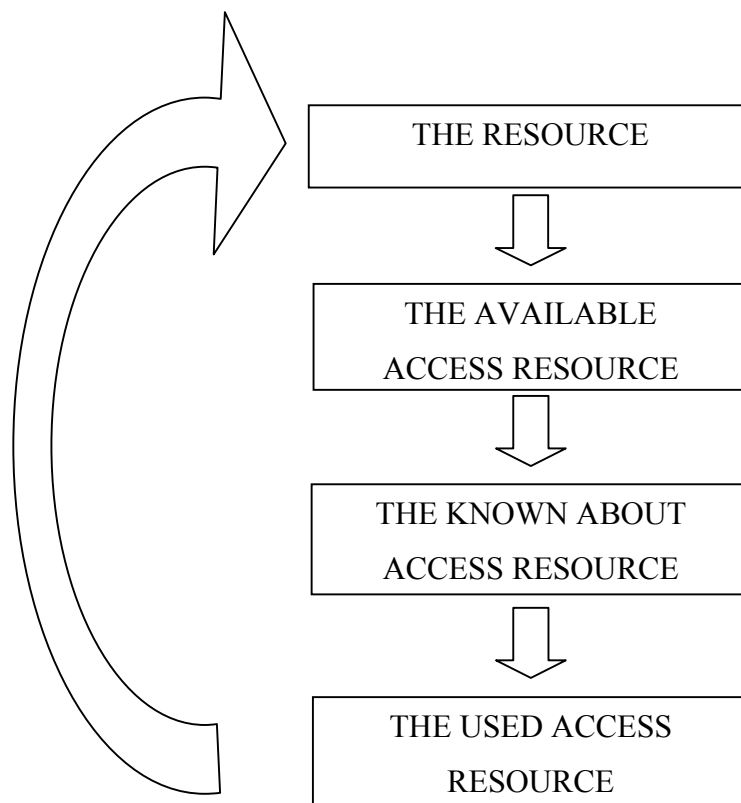 THE RESOURCE
THE AVAILABLE
ACCESS RESOURCE
THE KNOWN ABOUT
ACCESS RESOURCE
THE USED ACCESS
RESOURCE